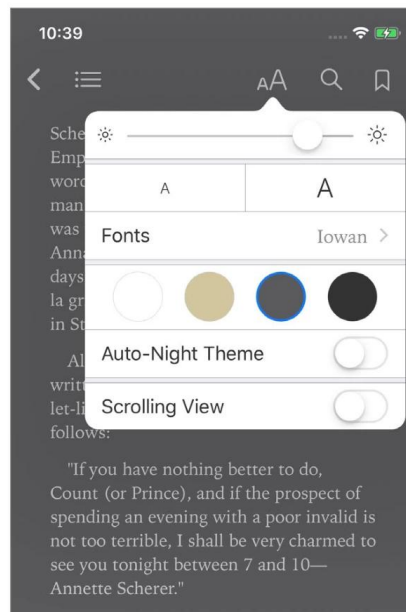 10:39
AA
A A
Fonts Iowan
Auto-Night Theme
Scrolling View
Sche
Emp
word
man
was
Anna
days
la gr
in St
Al
writt
let-li
follows:
"If you have nothing better to do,
Count (or Prince), and if the prospect of
spending an evening with a poor invalid is
not too terrible, I shall be very charmed to
see you tonight between 7 and 10—
Annette Scherer."